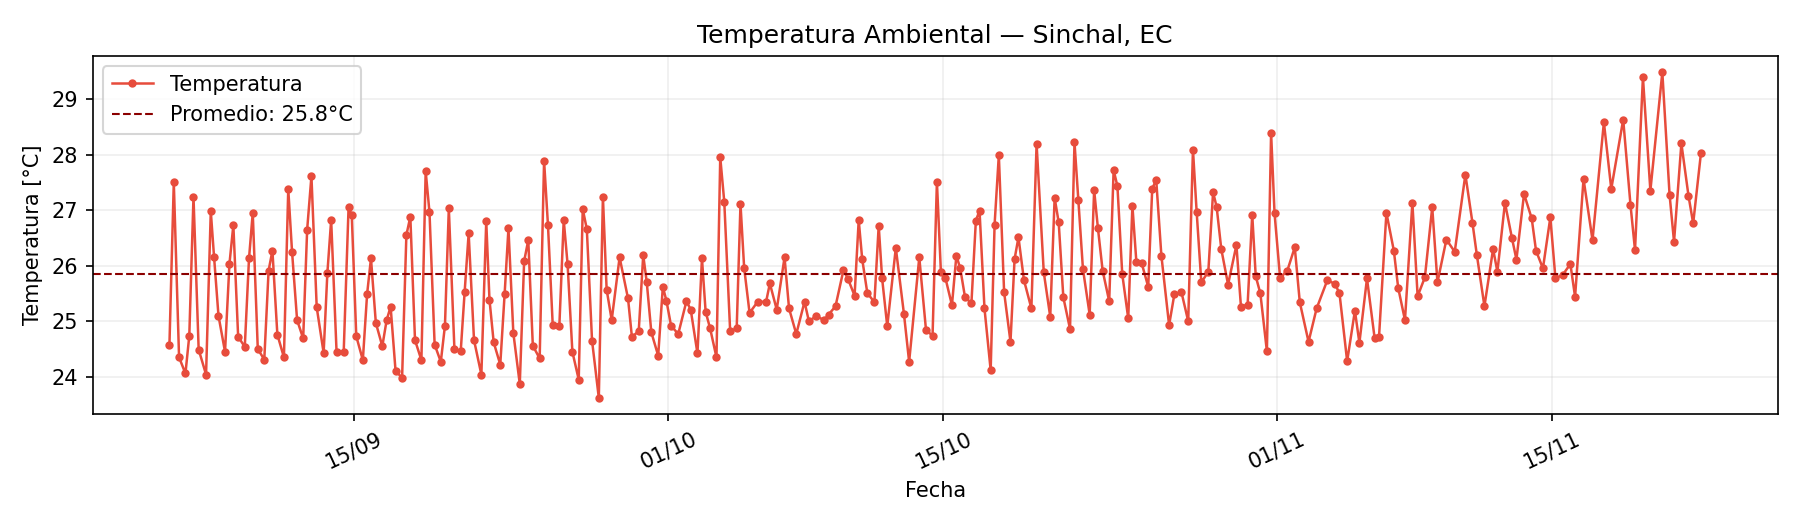 Temperatura Ambiental — Sinchal, EC
Temperatura
Promedio: 25.8°C
Temperatura [°C]
29
28
27
26
25
24
15/09
01/10
15/10
01/11
15/11
Fecha